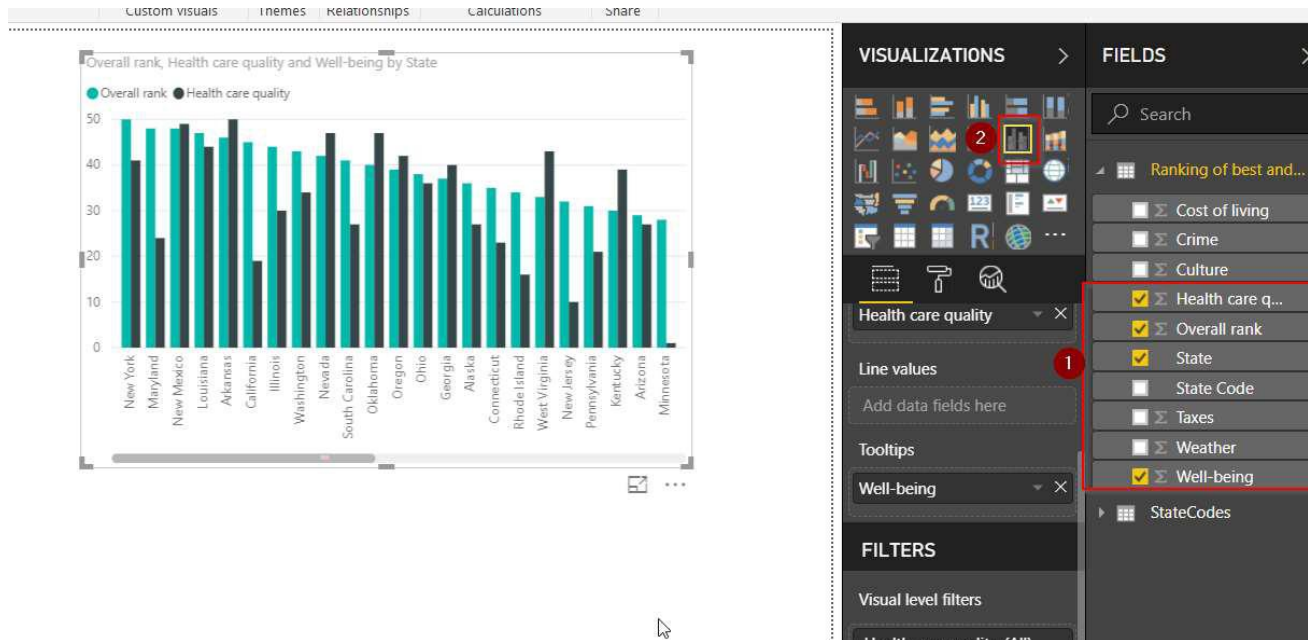 Custom visuals Themes Relationships Calculations Share
Overall rank, Health care quality and Well-being by State
Overall rank Health care quality
50
40
30
20
10
0
New York
Maryland
New Mexico
Louisiana
Arkansas
California
Illinois
Washington
Nevada
South Carolina
Oklahoma
Oregon
Ohio
Georgia
Alaska
Connecticut
Rhode Island
West Virginia
New Jersey
Pennsylvania
Kentucky
Arizona
Minnesota
VISUALIZATIONS
2
123
R
Health care quality
Line values
Add data fields here
Tooltips
Well-being
FILTERS
Visual level filters
FIELDS
Search
Ranking of best and...
Cost of living
Crime
Culture
Health care q...
Overall rank
1
State
State Code
Taxes
Weather
Well-being
StateCodes